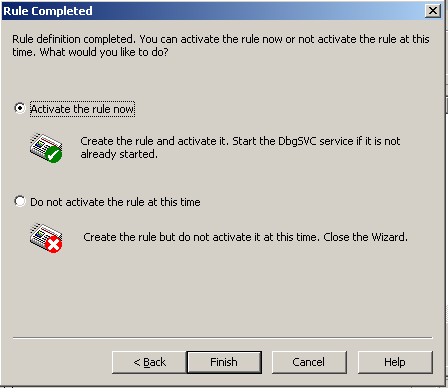 Rule Completed
Rule definition completed. You can activate the rule now or not activate the rule at this
time. What would you like to do?
Activate the rule now
Create the rule and activate it. Start the DbgSVC service if it is not
already started.
Do not activate the rule at this time
Create the rule but do not activate it at this time. Close the Wizard.
< Back
Finish
Cancel
Help